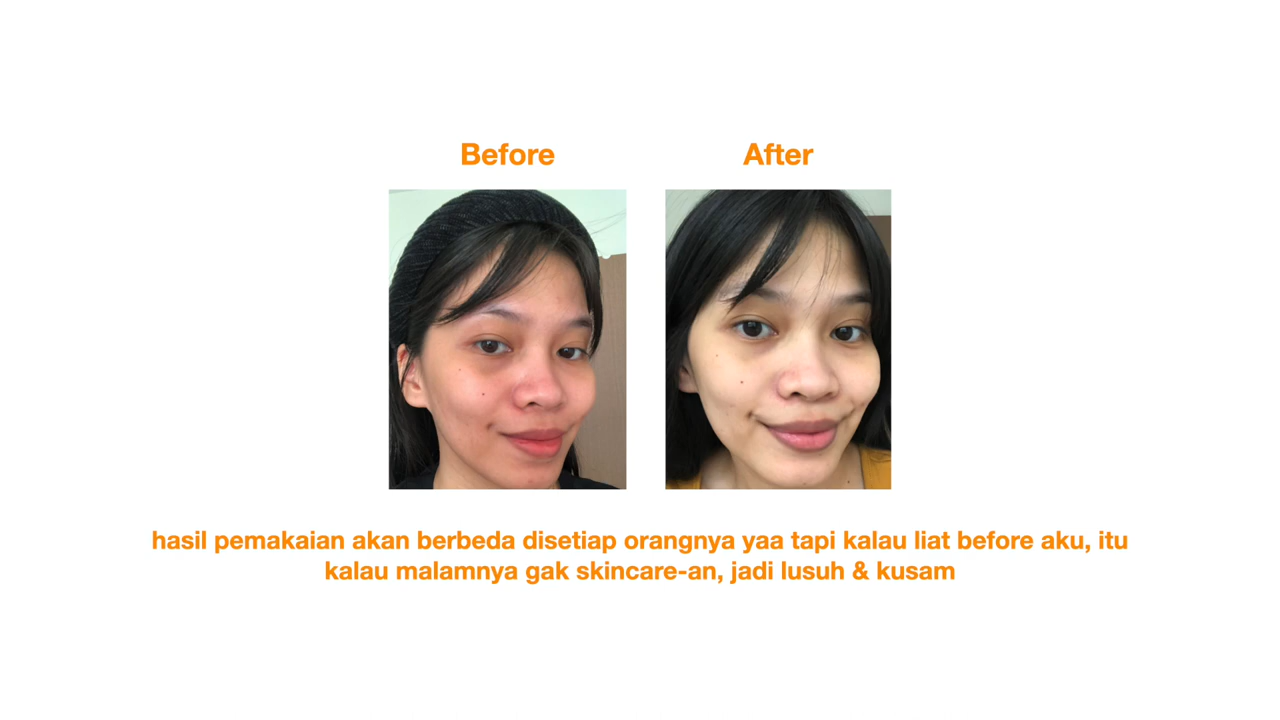 Before
After
hasil pemakaian akan berbeda disetiap orangnya yaa tapi kalau liat before aku, itu
kalau malamnya gak skincare-an, jadi lusuh & kusam